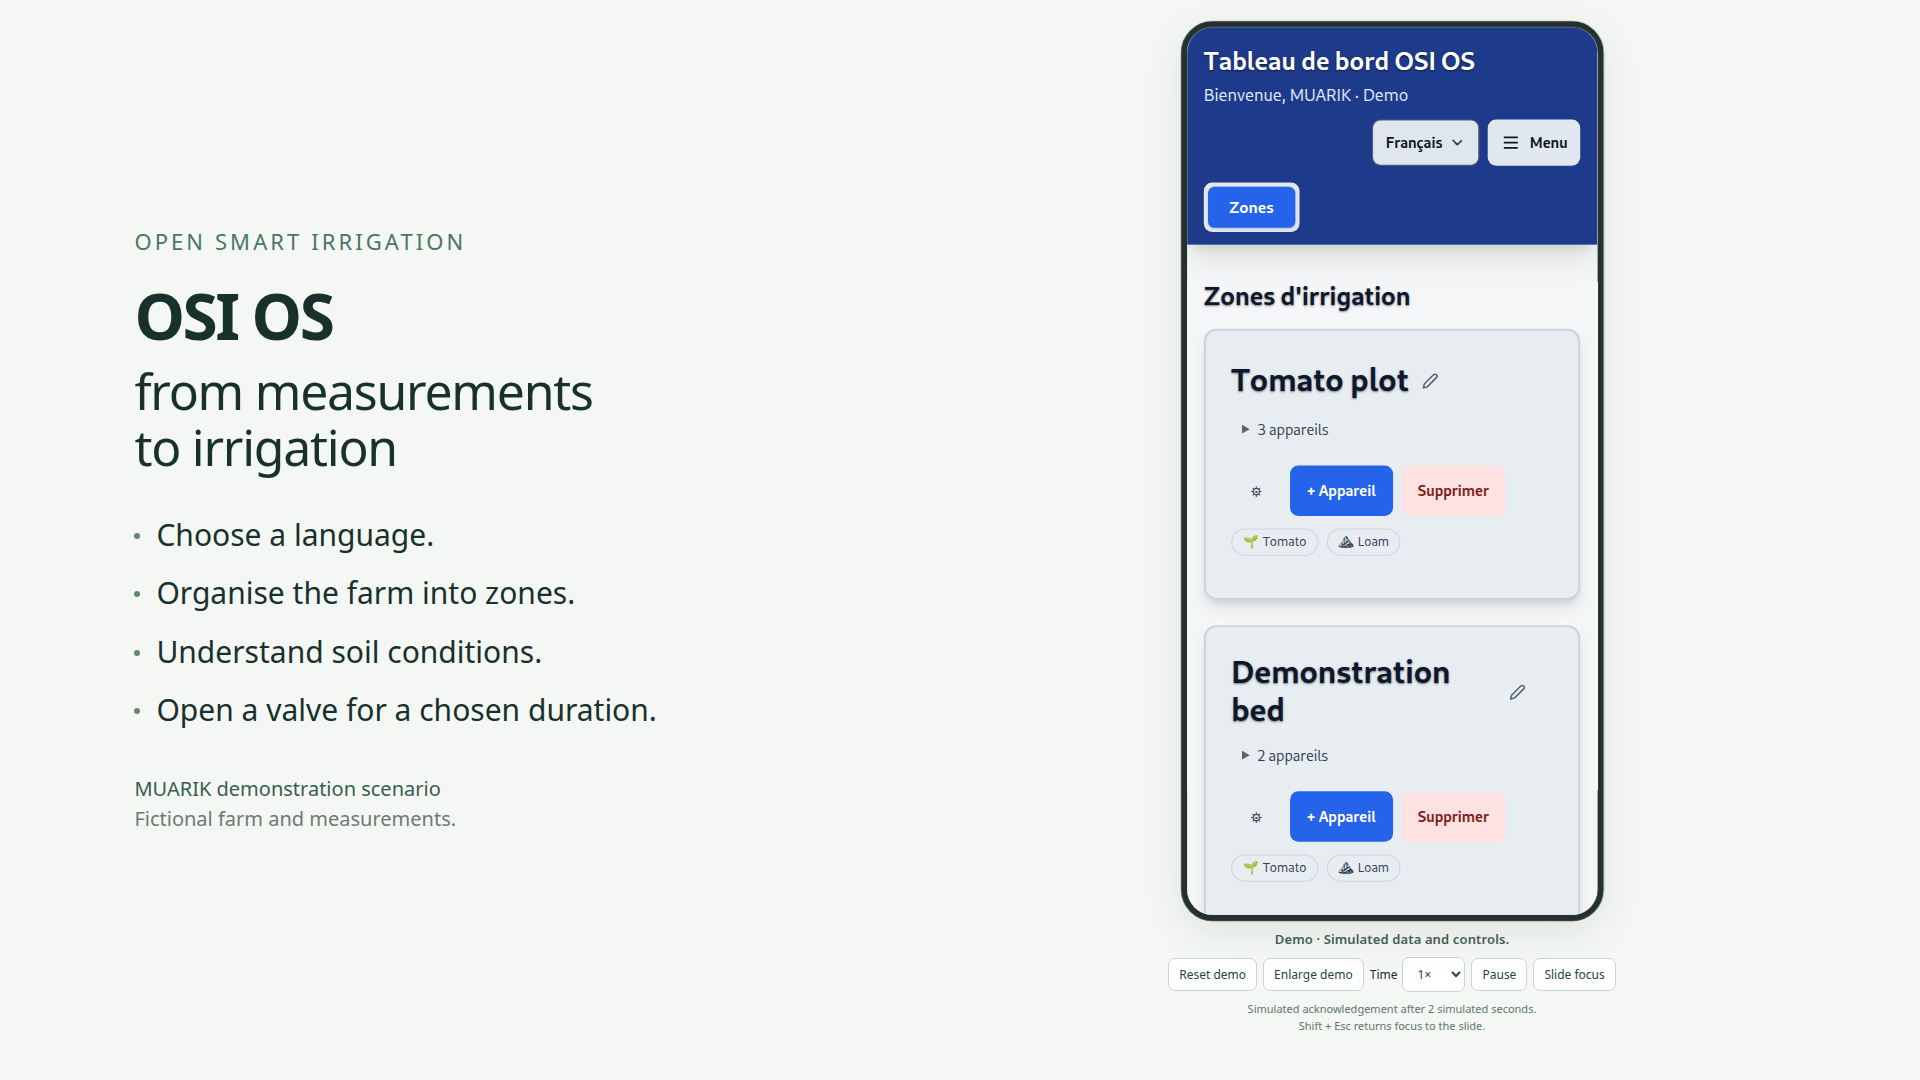 OPEN SMART IRRIGATION
OSI OS
from measurements
to irrigation
• Choose a language.
• Organise the farm into zones.
• Understand soil conditions.
• Open a valve for a chosen duration.
MUARIK demonstration scenario
Fictional farm and measurements.
Tableau de bord OSI OS
Bienvenue, MUARIK · Demo
Français
Menu
Zones
Zones d'irrigation
Tomato plot
3 appareils
+ Appareil
Supprimer
Tomato
Loam
Demonstration
bed
2 appareils
+ Appareil
Supprimer
Tomato
Loam
Demo · Simulated data and controls.
Reset demo
Enlarge demo
Time
1×
Pause
Slide focus
Simulated acknowledgement after 2 simulated seconds.
Shift + Esc returns focus to the slide.